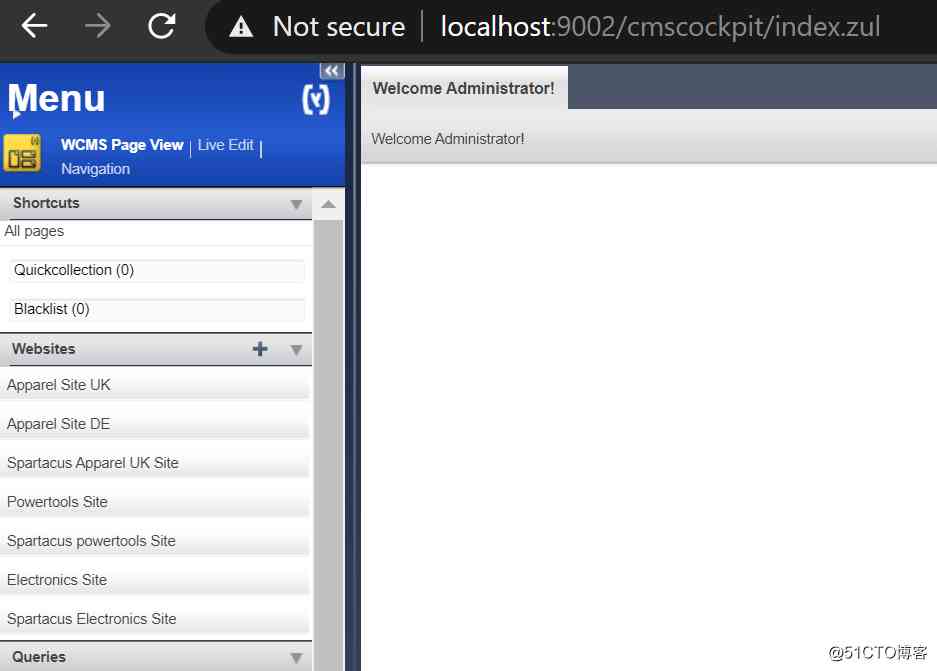 Not secure | localhost:9002/cmscockpit/index.zul
Menu
WCMS Page View | Live Edit |
Navigation
Welcome Administrator!
Welcome Administrator!
Shortcuts
All pages
Quickcollection (0)
Blacklist (0)
Websites
Apparel Site UK
Apparel Site DE
Spartacus Apparel UK Site
Powertools Site
Spartacus powertools Site
Electronics Site
Spartacus Electronics Site
Queries
@51CTO博客